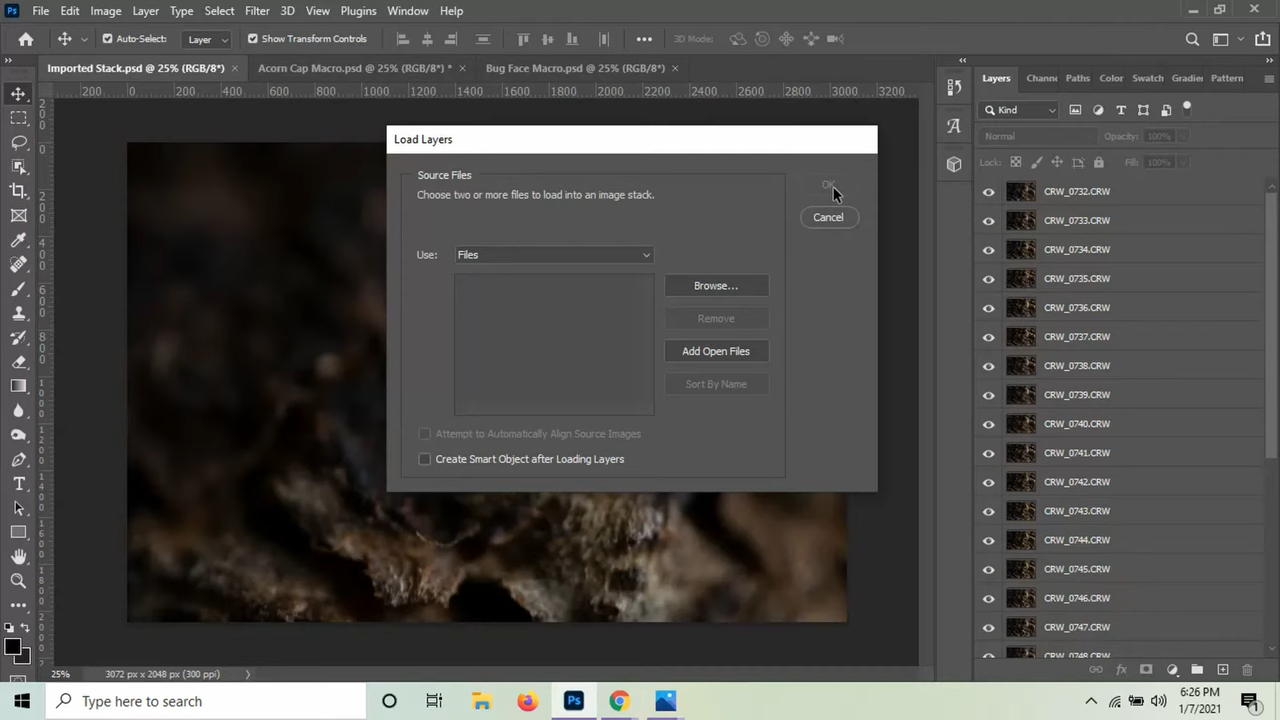 Ps File Edit Image Layer Type Select Filter 3D View Plugins Window Help
Auto-Select: Layer Show Transform Controls ••• 3D Mode:
Imported Stack.psd @ 25% (RGB/8*) × Acorn Cap Macro.psd @ 25% (RGB/8*) * × Bug Face Macro.psd @ 25% (RGB/8*) ×
200 0 200 400 600 800 1000 1200 1400 1600 1800 2000 2200 2400 2600 2800 3000 3200
Layers Channe Paths Color Swatch Gradier Pattern
Kind
Normal Opacity: 100%
Lock: Fill: 100%
Load Layers
Source Files
Choose two or more files to load into an image stack.
OK
Cancel
Use: Files
Browse...
Remove
Add Open Files
Sort By Name
Attempt to Automatically Align Source Images
Create Smart Object after Loading Layers
CRW_0732.CRW
CRW_0733.CRW
CRW_0734.CRW
CRW_0735.CRW
CRW_0736.CRW
CRW_0737.CRW
CRW_0738.CRW
CRW_0739.CRW
CRW_0740.CRW
CRW_0741.CRW
CRW_0742.CRW
CRW_0743.CRW
CRW_0744.CRW
CRW_0745.CRW
CRW_0746.CRW
CRW_0747.CRW
CRW_0748.CRW
25% 3072 px x 2048 px (300 ppi)
Type here to search
Ps
6:26 PM
1/7/2021
1